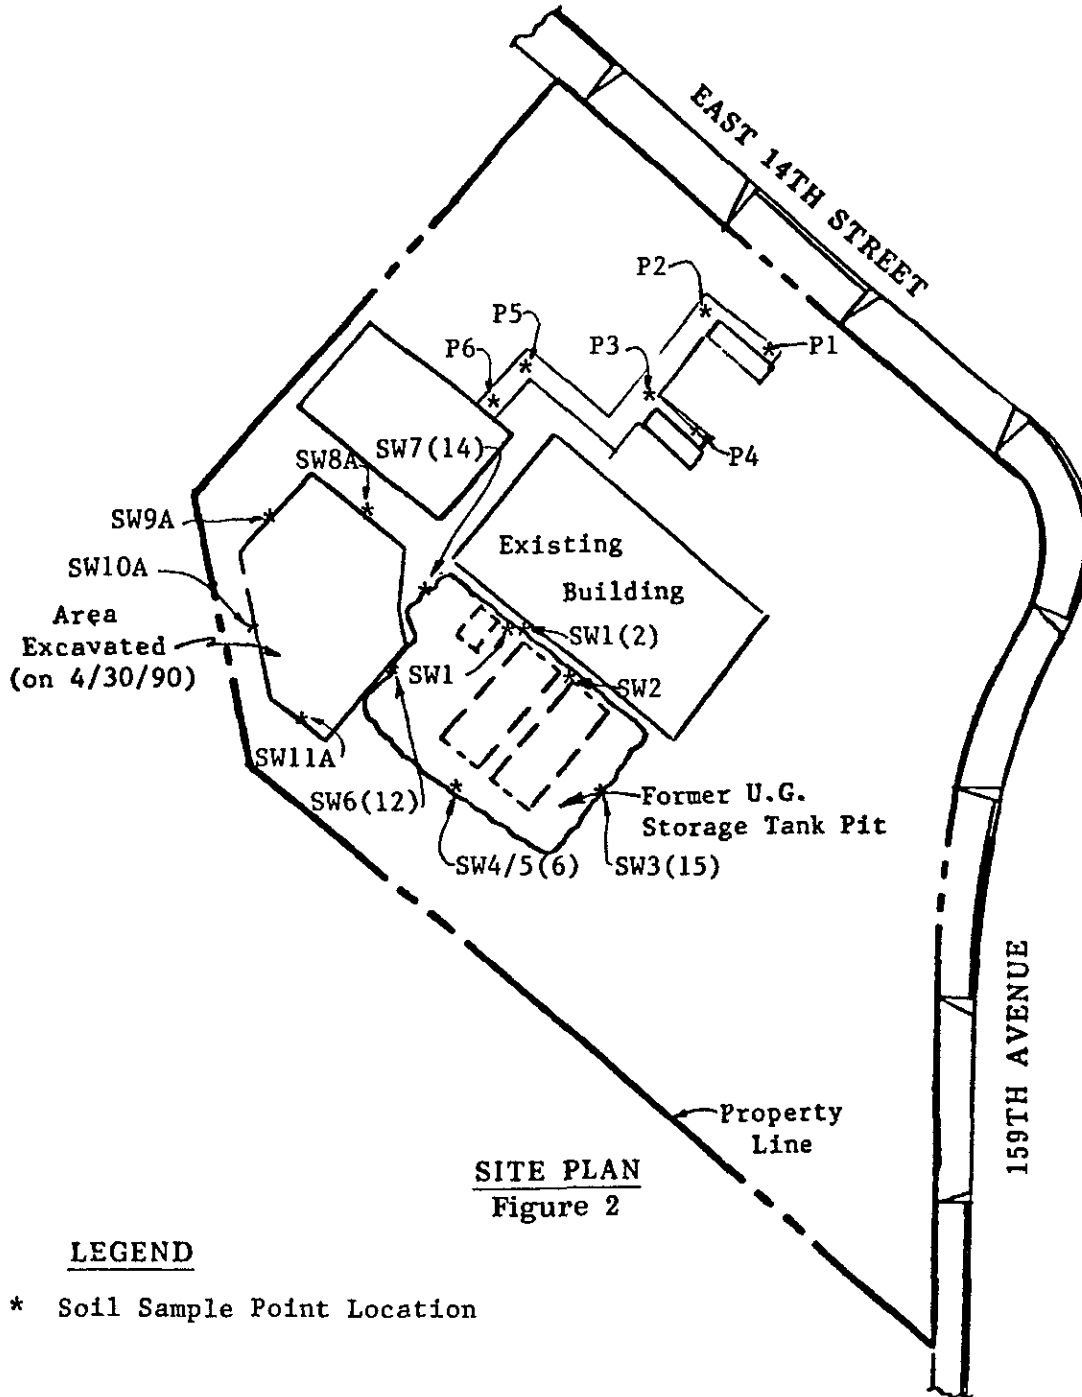 EAST 14TH STREET
P2
P5
P6
P3
P1
P4
SW7(14)
SW8A
SW9A
SW10A
Existing
Building
Area
Excavated
(on 4/30/90)
SW1(2)
SW1
SW2
SW11A
SW6(12)
Former U.G.
Storage Tank Pit
SW4/5(6)
SW3(15)
159TH AVENUE
Property
Line
SITE PLAN
Figure 2
LEGEND
* Soil Sample Point Location